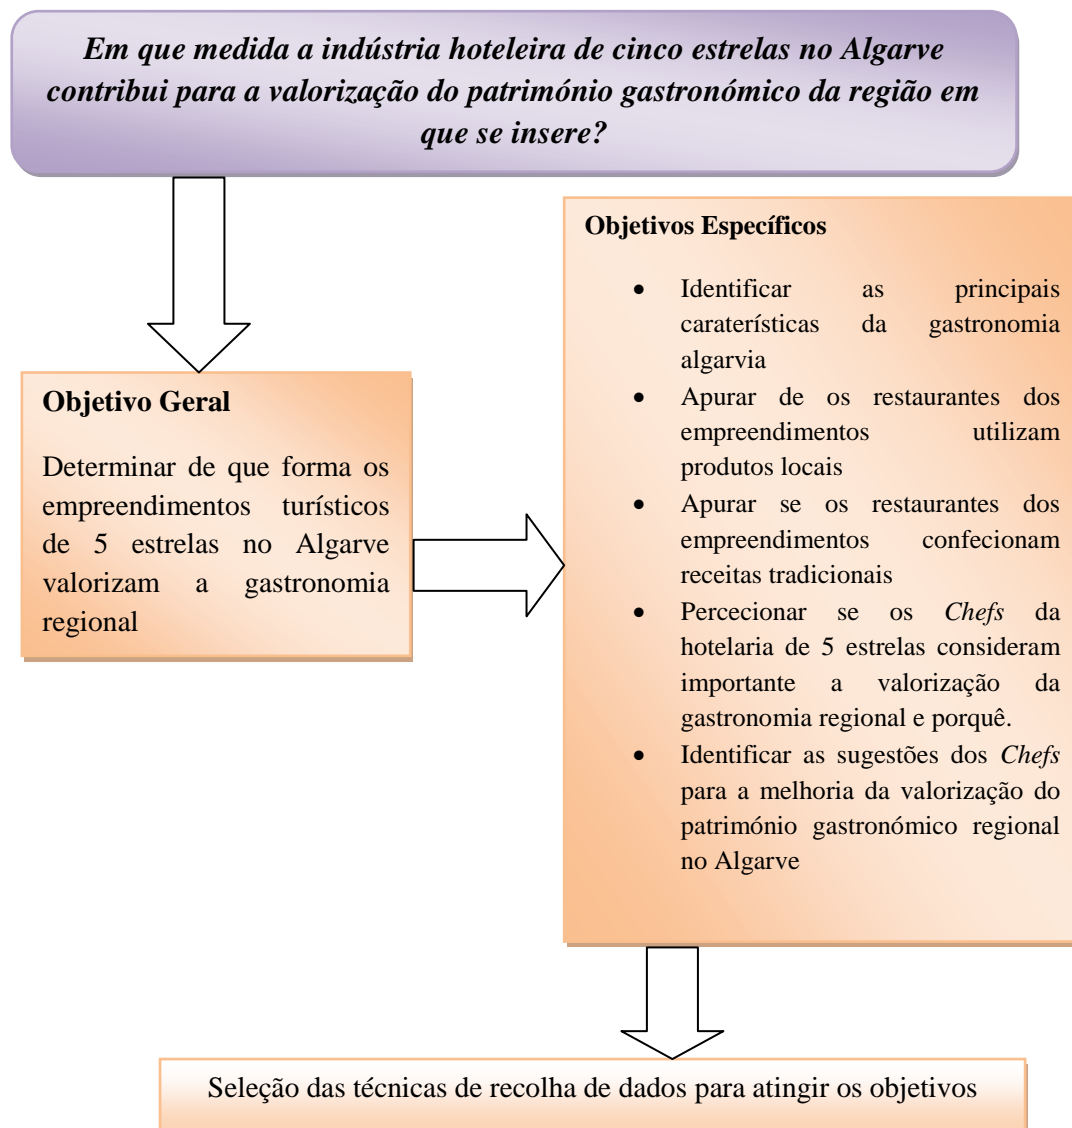 Em que medida a indústria hoteleira de cinco estrelas no Algarve
contribui para a valorização do património gastronómico da região em
que se insere?
Objetivo Geral
Determinar de que forma os
empreendimentos turísticos
de 5 estrelas no Algarve
valorizam a gastronomia
regional
Objetivos Específicos
• Identificar as principais
caraterísticas da gastronomia
algarvia
• Apurar de os restaurantes dos
empreendimentos utilizam
produtos locais
• Apurar se os restaurantes dos
empreendimentos confecionam
receitas tradicionais
• Percecionar se os Chefs da
hotelaria de 5 estrelas consideram
importante a valorização da
gastronomia regional e porquê.
• Identificar as sugestões dos Chefs
para a melhoria da valorização do
património gastronómico regional
no Algarve
Seleção das técnicas de recolha de dados para atingir os objetivos